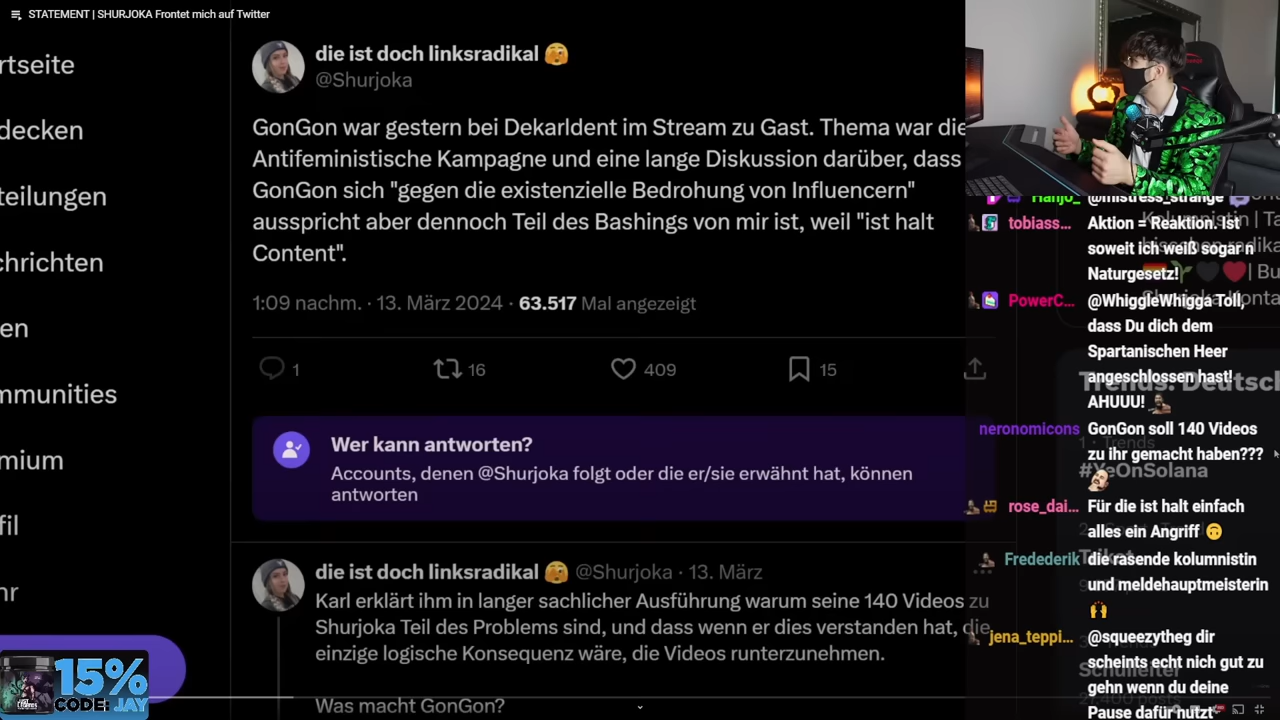 STATEMENT | SHURJOKA Frontet mich auf Twitter
rtseite
decken
teilungen
chrichten
en
mmunities
mium
fil
hr
die ist doch linksradikal 🫣
@Shurjoka
GonGon war gestern bei Dekarldent im Stream zu Gast. Thema war die
Antifeministische Kampagne und eine lange Diskussion darüber, dass
GonGon sich "gegen die existenzielle Bedrohung von Influencern"
ausspricht aber dennoch Teil des Bashings von mir ist, weil "ist halt
Content".
1:09 nachm. · 13. März 2024 · 63.517 Mal angezeigt
1 16 409 15
Wer kann antworten?
Accounts, denen @Shurjoka folgt oder die er/sie erwähnt hat, können
antworten
die ist doch linksradikal 🫣 @Shurjoka · 13. März
Karl erklärt ihm in langer sachlicher Ausführung warum seine 140 Videos zu
Shurjoka Teil des Problems sind, und dass wenn er dies verstanden hat, die
einzige logische Konsequenz wäre, die Videos runterzunehmen.
Was macht GonGon?
15%
CODE: JAY
Hanjo_ @mistress_strange
tobiass... Aktion = Reaktion. Ist
soweit ich weiß sogar n
Naturgesetz!
PowerC... @WhiggleWhigga Toll,
dass Du dich dem
Spartanischen Heer
angeschlossen hast!
AHUUU!
neronomicons GonGon soll 140 Videos
zu ihr gemacht haben???
rose_dai... Für die ist halt einfach
alles ein Angriff 🙃
Fredederik die rasende kolumnistin
und meldehauptmeisterin
🙌
jena_teppi... @squeezytheg dir
scheints echt nich gut zu
gehn wenn du deine
Pause dafür nutzt
#YeOnSolana